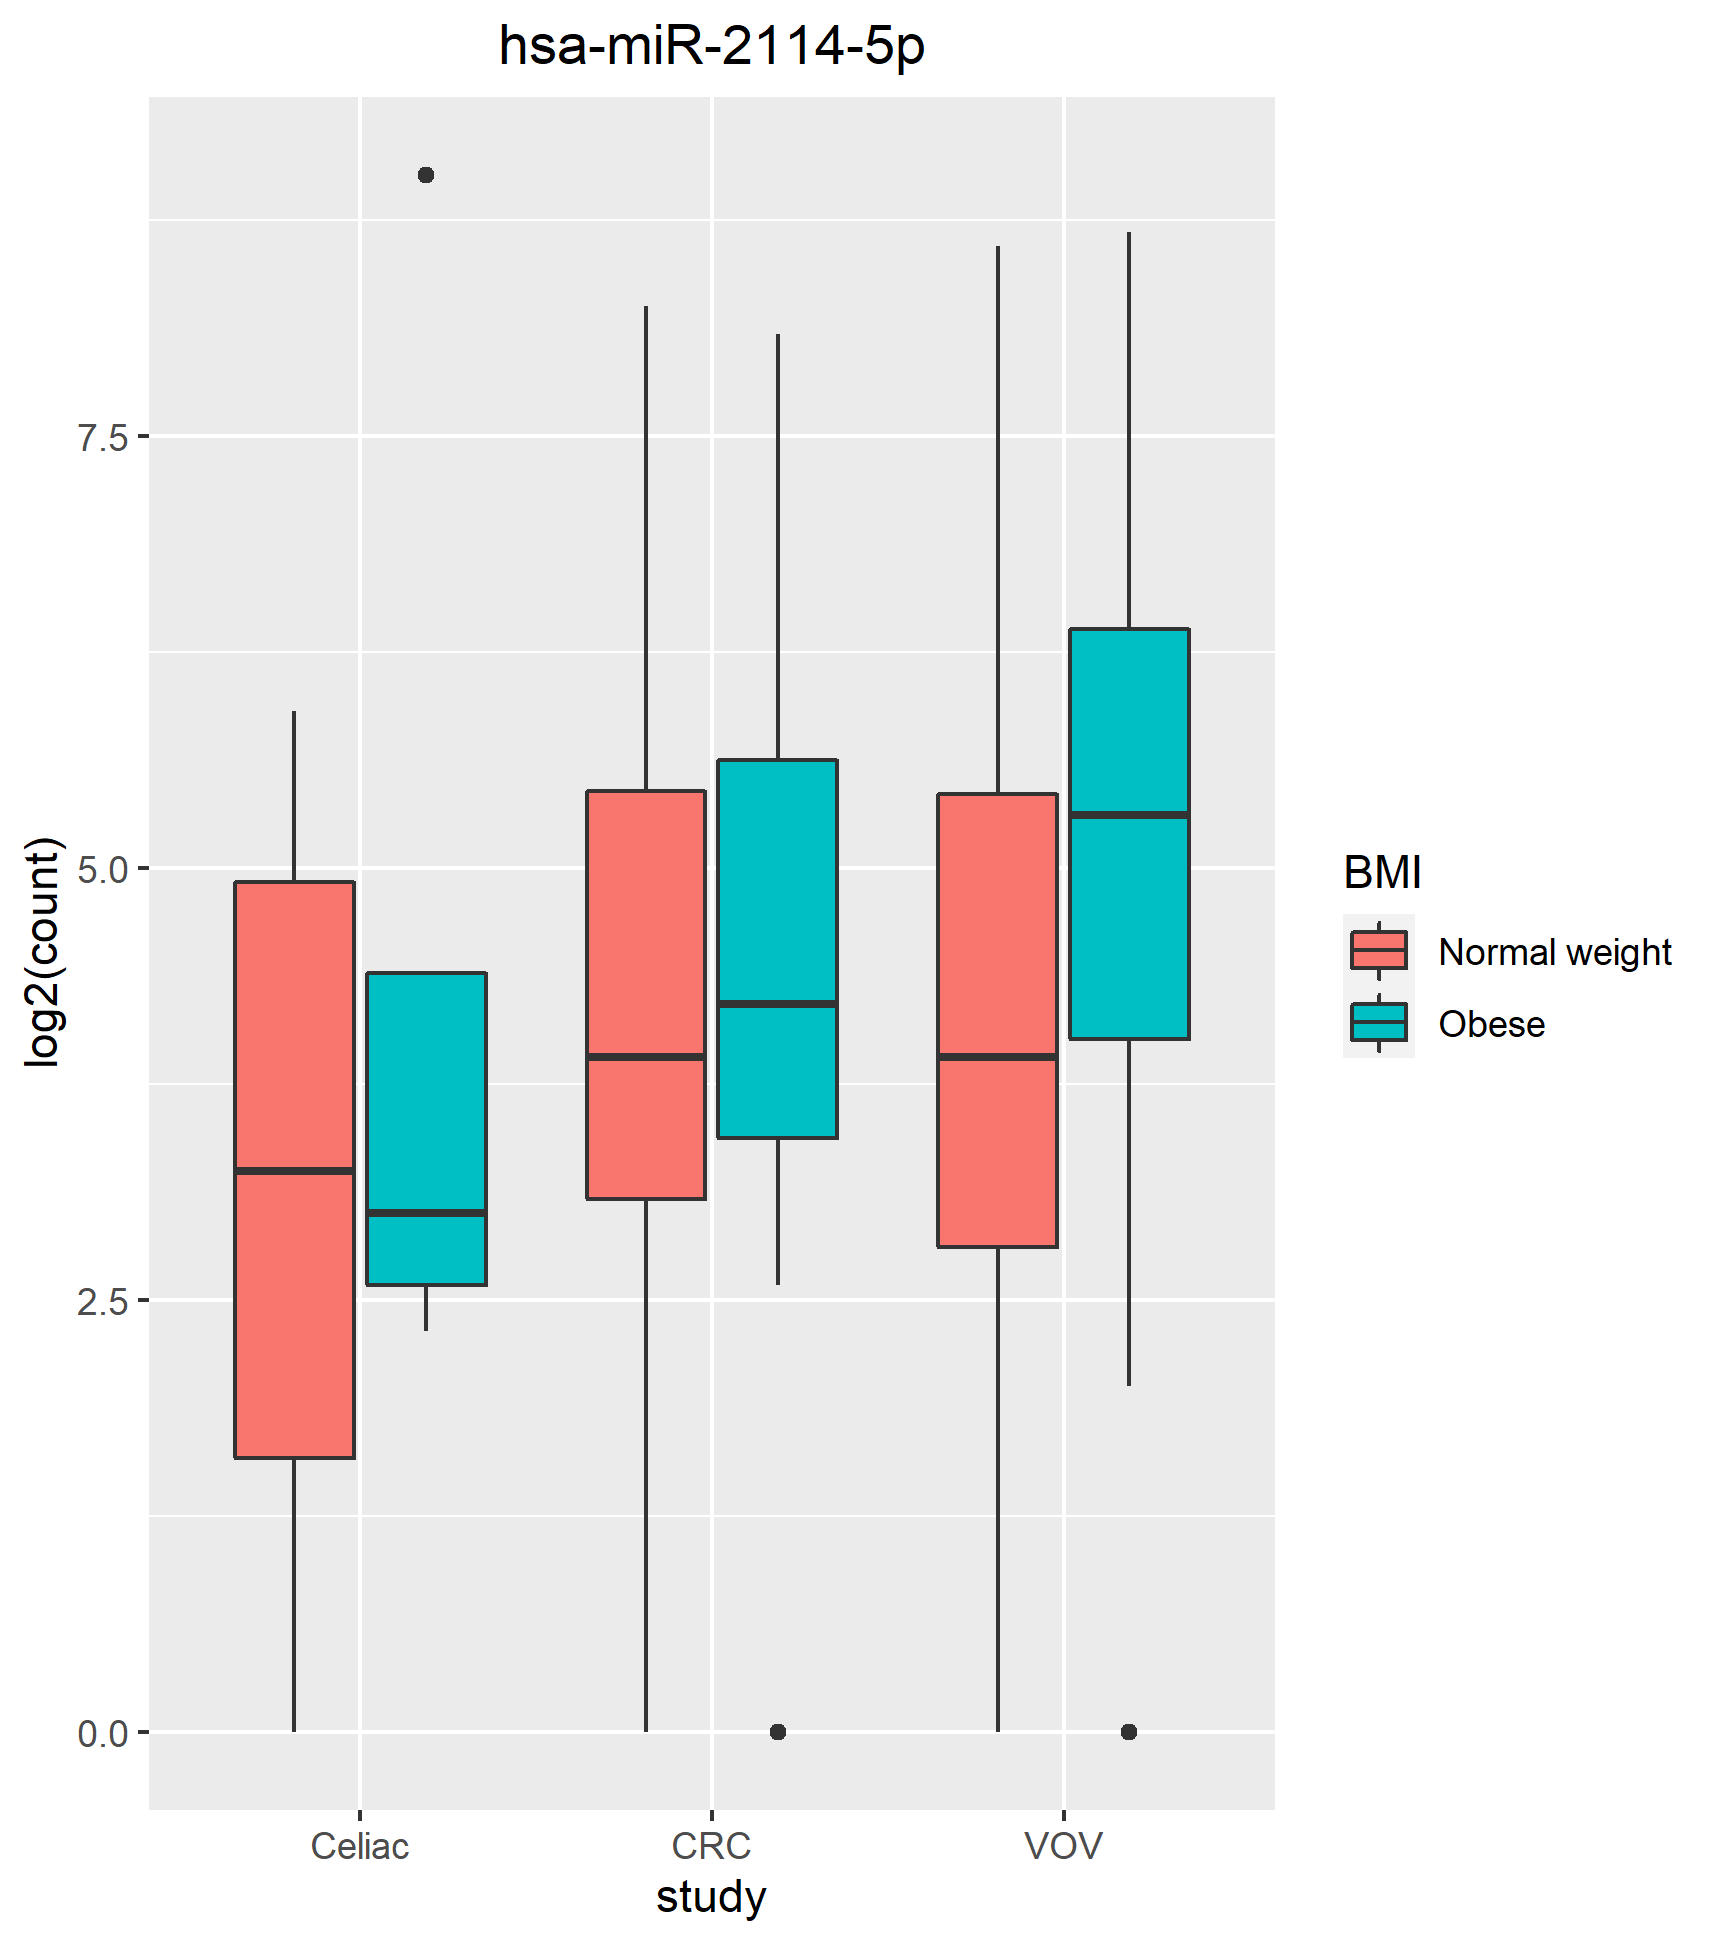 hsa-miR-2114-5p
log2(count)
7.5
5.0
2.5
0.0
Celiac
CRC
VOV
study
BMI
Normal weight
Obese